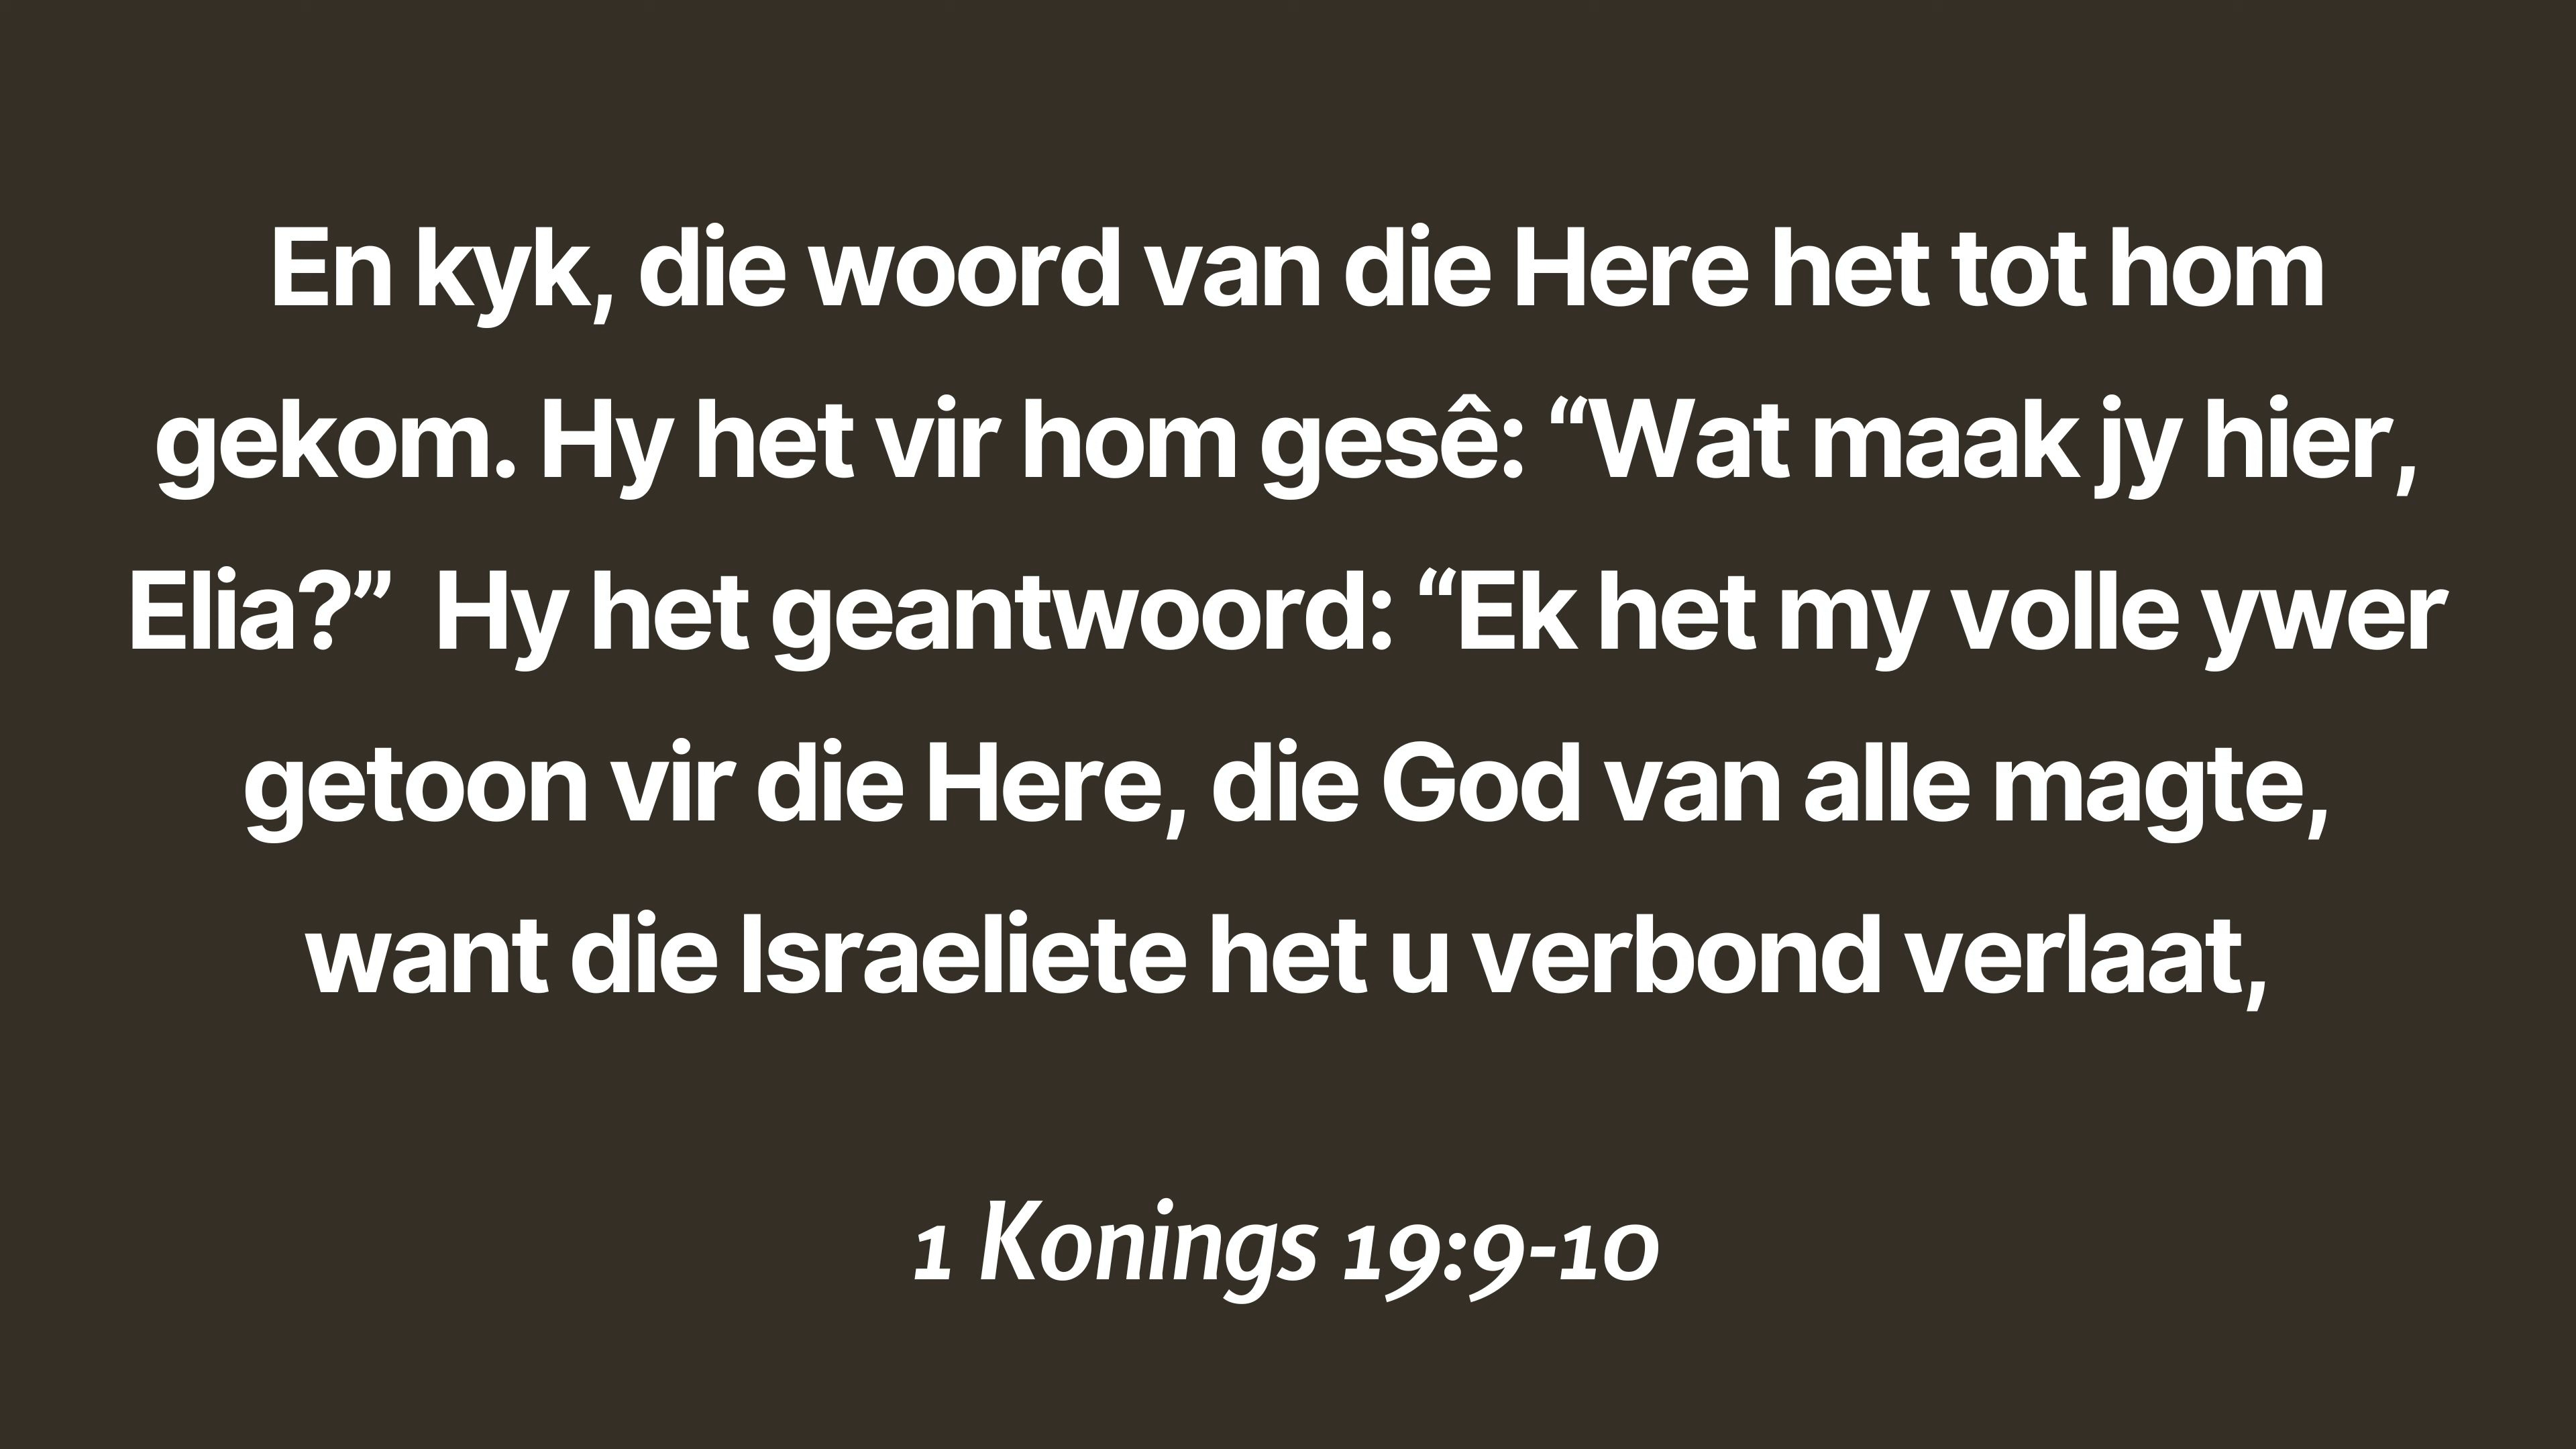 En kyk, die woord van die Here het tot hom
gekom. Hy het vir hom gesê: “Wat maak jy hier,
Elia?”  Hy het geantwoord: “Ek het my volle ywer
getoon vir die Here, die God van alle magte,
want die Israeliete het u verbond verlaat,
1 Konings 19:9-10